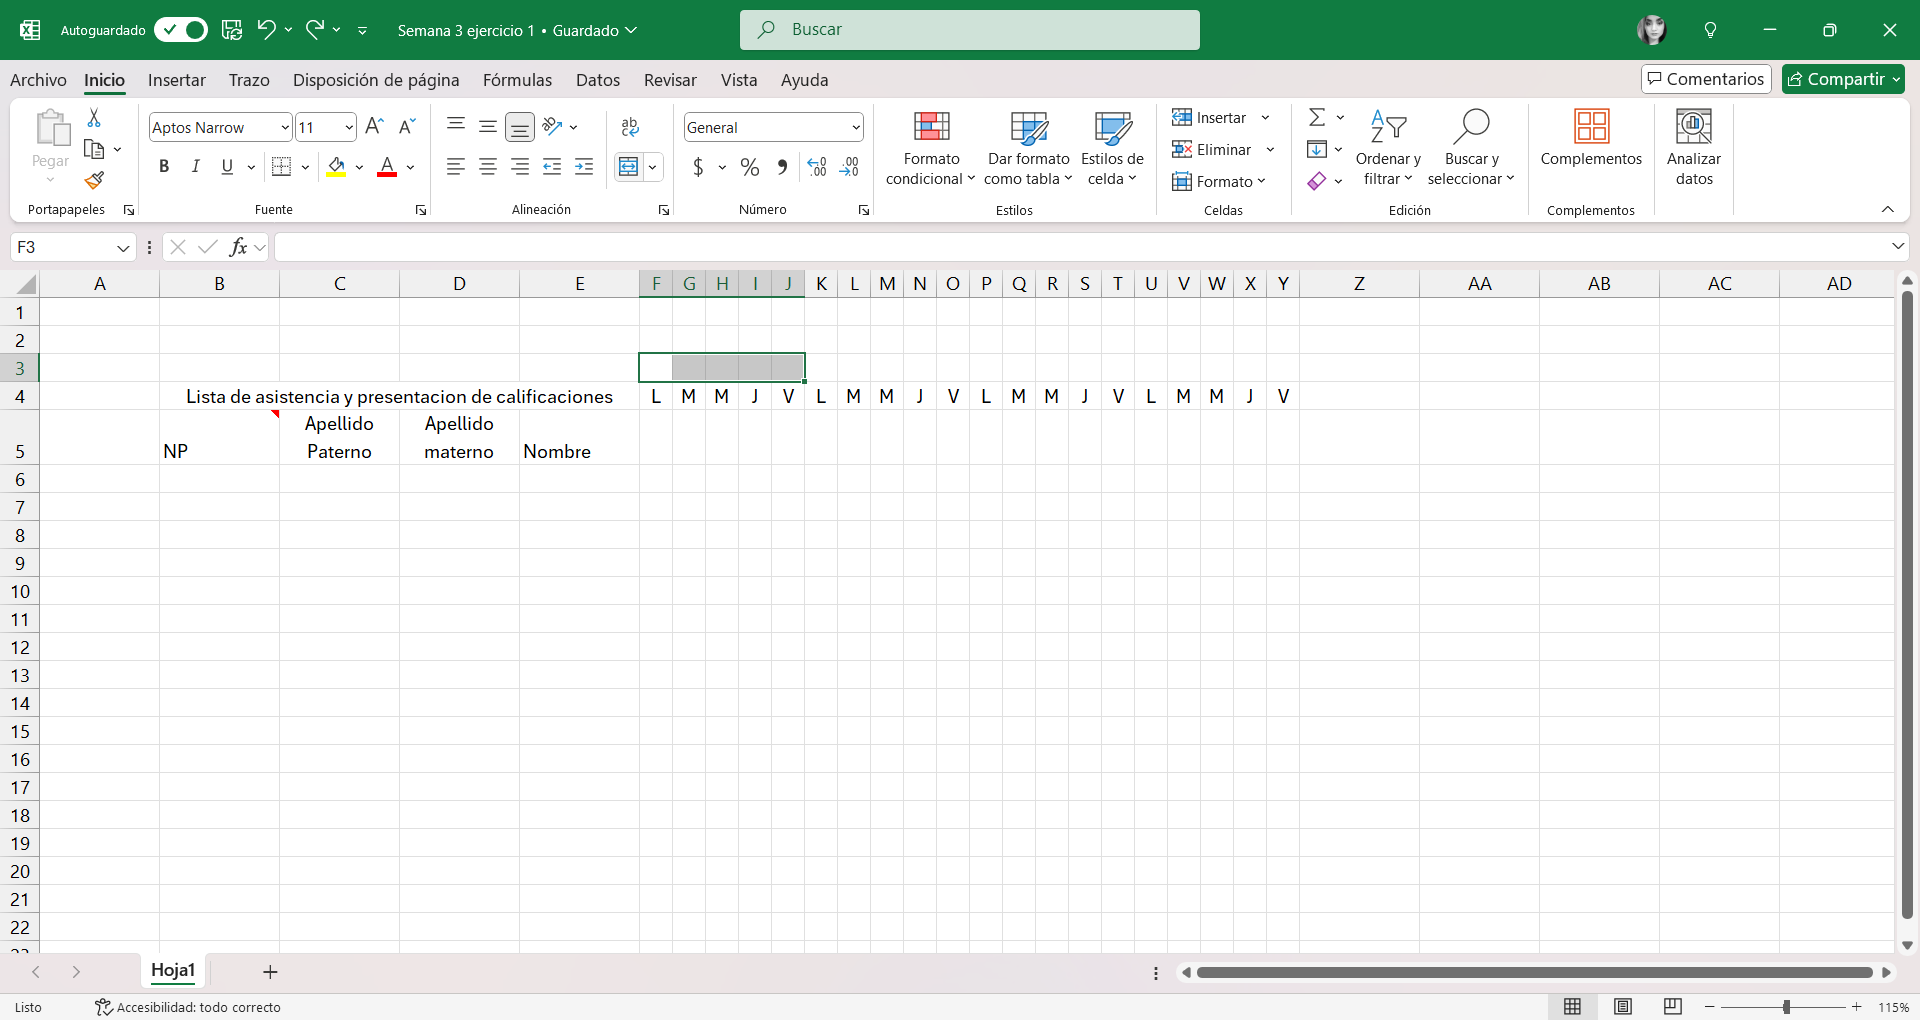 Autoguardado
Semana 3 ejercicio 1 • Guardado
Buscar
Archivo Inicio Insertar Trazo Disposición de página Fórmulas Datos Revisar Vista Ayuda
Comentarios Compartir
Pegar
Portapapeles
Aptos Narrow 11
N K S
Fuente
ab
Alineación
General
$ % 000
Número
Formato condicional
Dar formato como tabla
Estilos de celda
Estilos
Insertar
Eliminar
Formato
Celdas
Ordenar y filtrar
Buscar y seleccionar
Edición
Complementos
Complementos
Analizar datos
F3 fx
A B C D E F G H I J K L M N O P Q R S T U V W X Y Z AA AB AC AD
1
2
3
4 Lista de asistencia y presentacion de calificaciones L M M J V L M M J V L M M J V L M M J V
5 NP Apellido Paterno Apellido materno Nombre
6
7
8
9
10
11
12
13
14
15
16
17
18
19
20
21
22
Hoja1
Listo Accesibilidad: todo correcto 115%